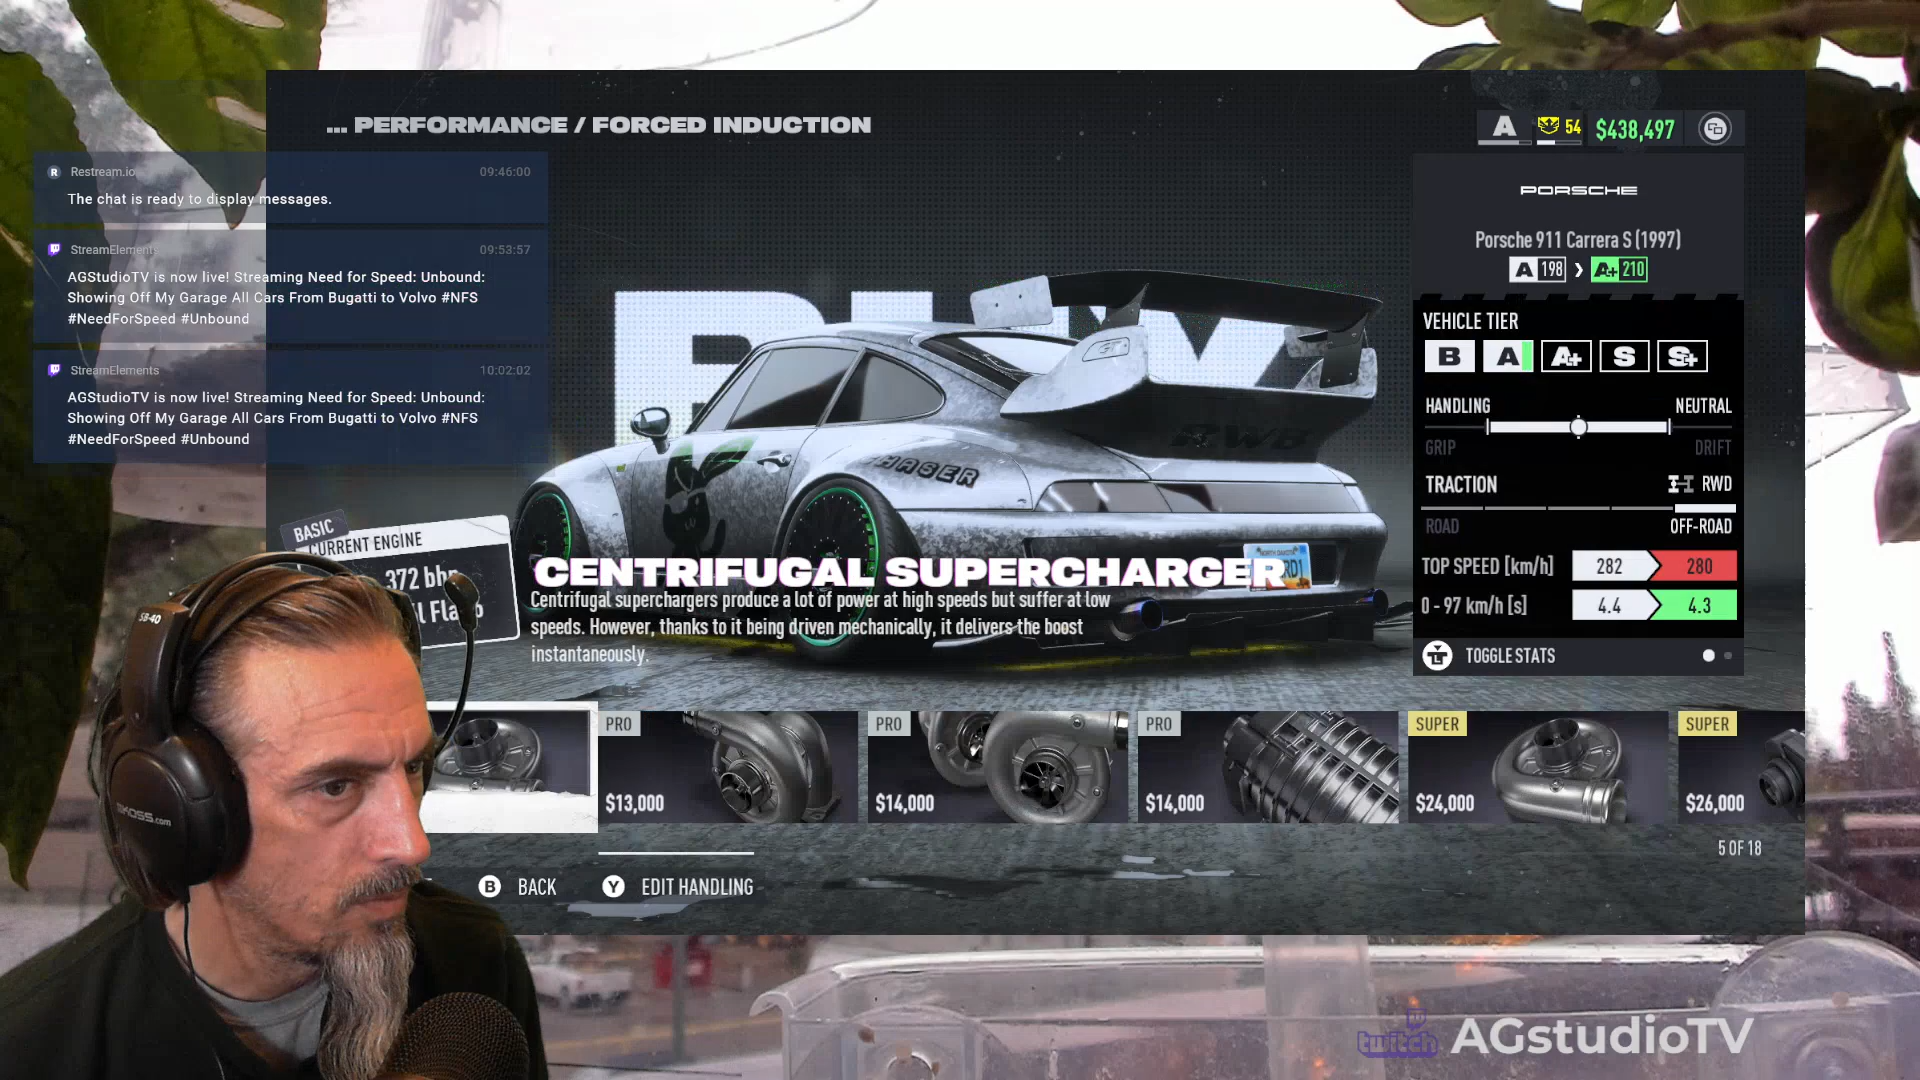 ... PERFORMANCE / FORCED INDUCTION
A 54 $438,497
Restream.io 09:46:00
The chat is ready to display messages.
StreamElements 09:53:57
AGStudioTV is now live! Streaming Need for Speed: Unbound:
Showing Off My Garage All Cars From Bugatti to Volvo #NFS
#NeedForSpeed #Unbound
StreamElements 10:02:02
AGStudioTV is now live! Streaming Need for Speed: Unbound:
Showing Off My Garage All Cars From Bugatti to Volvo #NFS
#NeedForSpeed #Unbound
PORSCHE
Porsche 911 Carrera S (1997)
A 198 A+ 210
VEHICLE TIER
B A A+ S S+
HANDLING NEUTRAL
GRIP DRIFT
TRACTION RWD
ROAD OFF-ROAD
TOP SPEED [km/h] 282 280
0 - 97 km/h [s] 4.4 4.3
TOGGLE STATS
GT
RWB
HASER
NORTH DAKOTA
RD1
BASIC
CURRENT ENGINE
372 bhp
CENTRIFUGAL SUPERCHARGER
Centrifugal superchargers produce a lot of power at high speeds but suffer at low
speeds. However, thanks to it being driven mechanically, it delivers the boost
instantaneously.
PRO $13,000
PRO $14,000
PRO $14,000
SUPER $24,000
SUPER $26,000
5 OF 18
B BACK Y EDIT HANDLING
SB-40
KOSS.com
twitch AGstudioTV